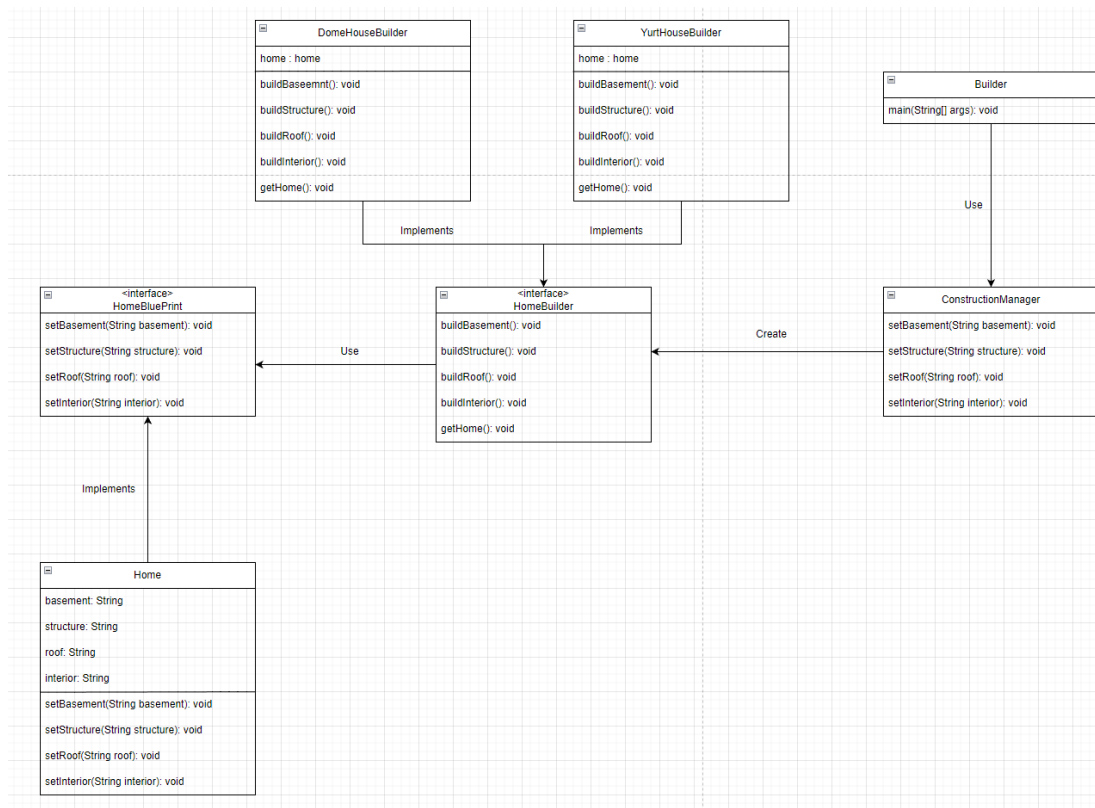 DomeHouseBuilder
home : home
buildBaseemnt(): void
buildStructure(): void
buildRoof(): void
buildInterior(): void
getHome(): void
YurtHouseBuilder
home : home
buildBasement(): void
buildStructure(): void
buildRoof(): void
buildInterior(): void
getHome(): void
Builder
main(String[] args): void
Implements
Implements
Use
<interface>
HomeBluePrint
setBasement(String basement): void
setStructure(String structure): void
setRoof(String roof): void
setInterior(String interior): void
Use
<interface>
HomeBuilder
buildBasement(): void
buildStructure(): void
buildRoof(): void
buildInterior(): void
getHome(): void
Create
ConstructionManager
setBasement(String basement): void
setStructure(String structure): void
setRoof(String roof): void
setInterior(String interior): void
Implements
Home
basement: String
structure: String
roof: String
interior: String
setBasement(String basement): void
setStructure(String structure): void
setRoof(String roof): void
setInterior(String interior): void